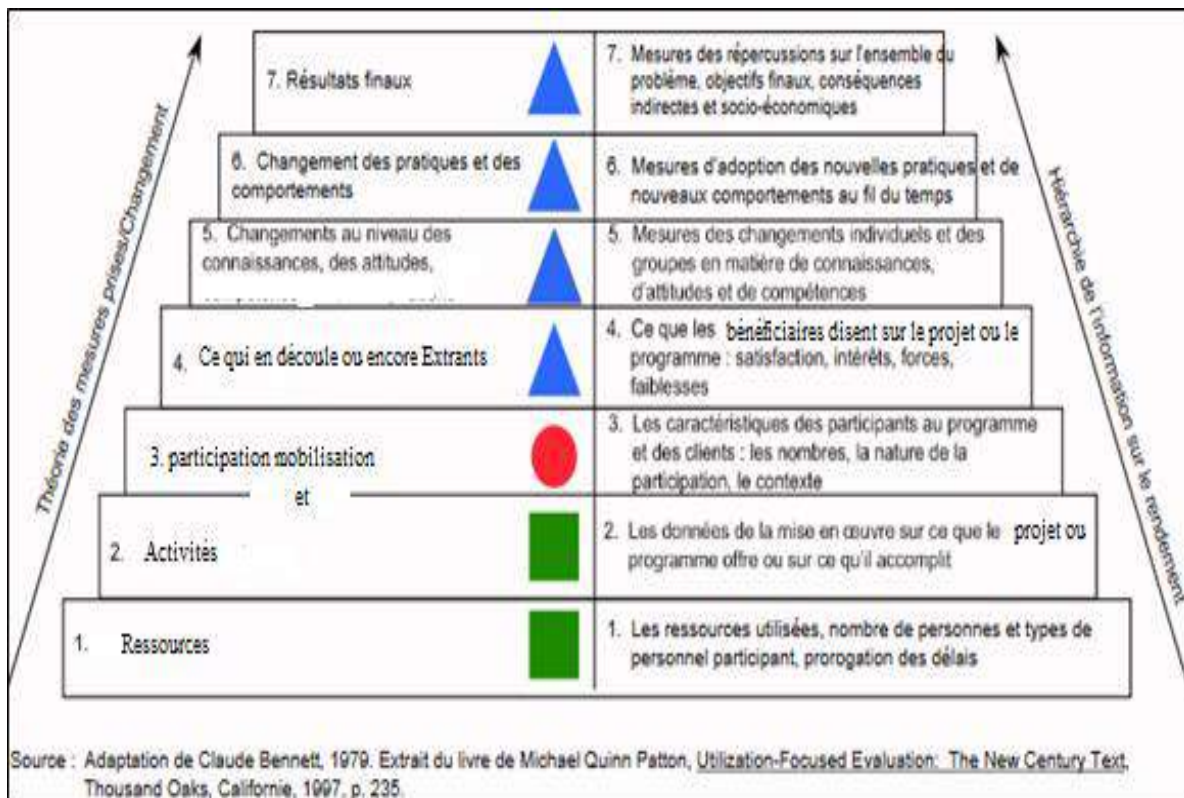 Théorie des mesures prises/Changement
Hiérarchie de l'information sur le rendement
7. Résultats finaux
7. Mesures des répercussions sur l'ensemble du
problème, objectifs finaux, conséquences
indirectes et socio-économiques
6. Changement des pratiques et des
comportements
6. Mesures d'adoption des nouvelles pratiques et de
nouveaux comportements au fil du temps
5. Changements au niveau des
connaissances, des attitudes,
5. Mesures des changements individuels et des
groupes en matière de connaissances,
d'attitudes et de compétences
4. Ce qui en découle ou encore Extrants
4. Ce que les bénéficiaires disent sur le projet ou le
programme : satisfaction, intérêts, forces,
faiblesses
3. participation mobilisation
et
3. Les caractéristiques des participants au programme
et des clients : les nombres, la nature de la
participation, le contexte
2. Activités
2. Les données de la mise en œuvre sur ce que le projet ou
programme offre ou sur ce qu'il accomplit
1. Ressources
1. Les ressources utilisées, nombre de personnes et types de
personnel participant, prorogation des délais
Source : Adaptation de Claude Bennett, 1979. Extrait du livre de Michael Quinn Patton, Utilization-Focused Evaluation: The New Century Text,
Thousand Oaks, Californie, 1997, p. 235.